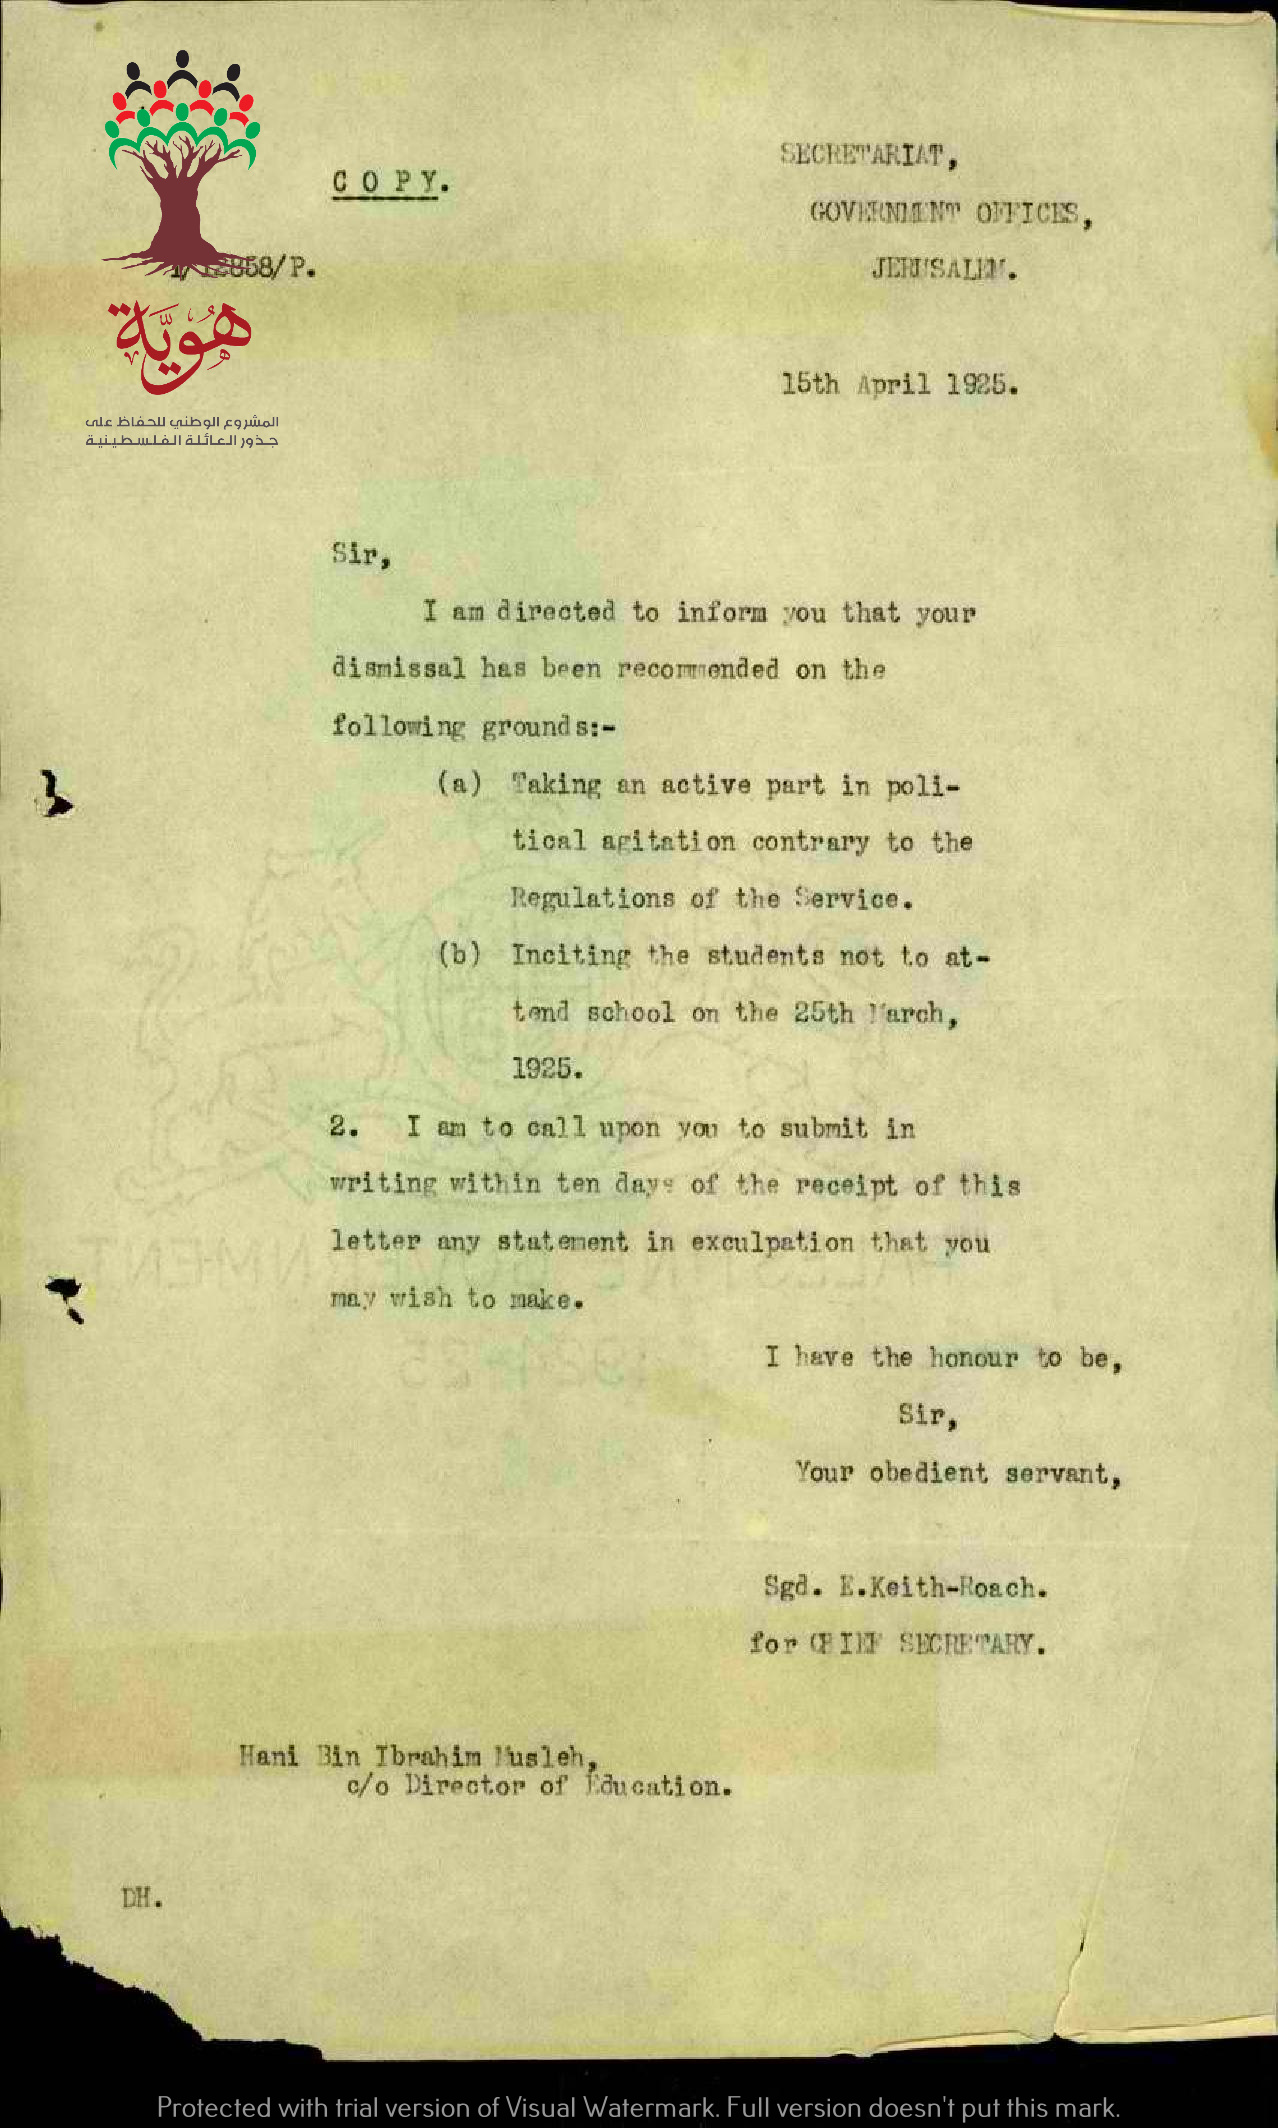 SECRETARIAT,
COPY.
GOVERNMENT OFFICES,
1/12858/P.
JERUSALEM.
هُويَّة
15th April 1925.
المشروع الوطني للحفاظ على
جذور العائلة الفلسطينية
Sir,
I am directed to inform you that your
dismissal has been recommended on the
following grounds:-
(a) Taking an active part in poli-
tical agitation contrary to the
Regulations of the Service.
(b) Inciting the students not to at-
tend school on the 25th March,
1925.
2. I am to call upon you to submit in
writing within ten days of the receipt of this
letter any statement in exculpation that you
may wish to make.
I have the honour to be,
Sir,
Your obedient servant,
Sgd. E.Keith-Roach.
for CHIEF SECRETARY.
Hani Bin Ibrahim Musleh,
c/o Director of Education.
DH.
Protected with trial version of Visual Watermark. Full version doesn't put this mark.